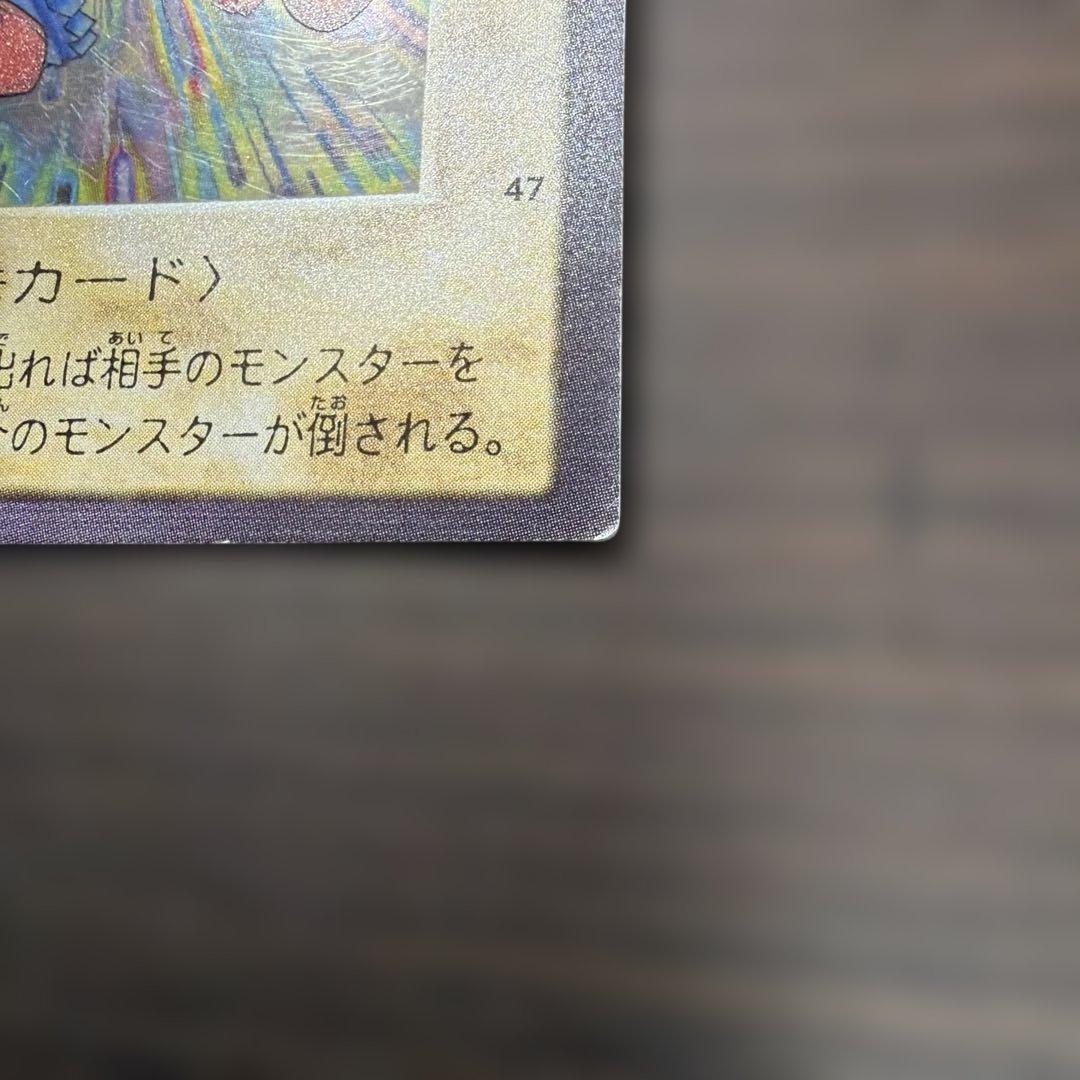 47
カード〉
出れば相手のモンスターを
のモンスターが倒される。